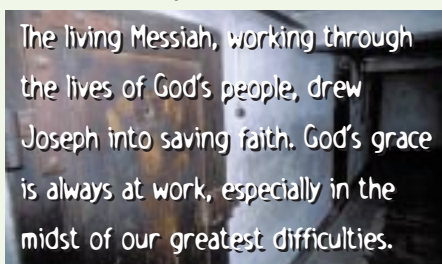 The living Messiah, working through
the lives of God's people, drew
Joseph into saving faith. God's grace
is always at work, especially in the
midst of our greatest difficulties.